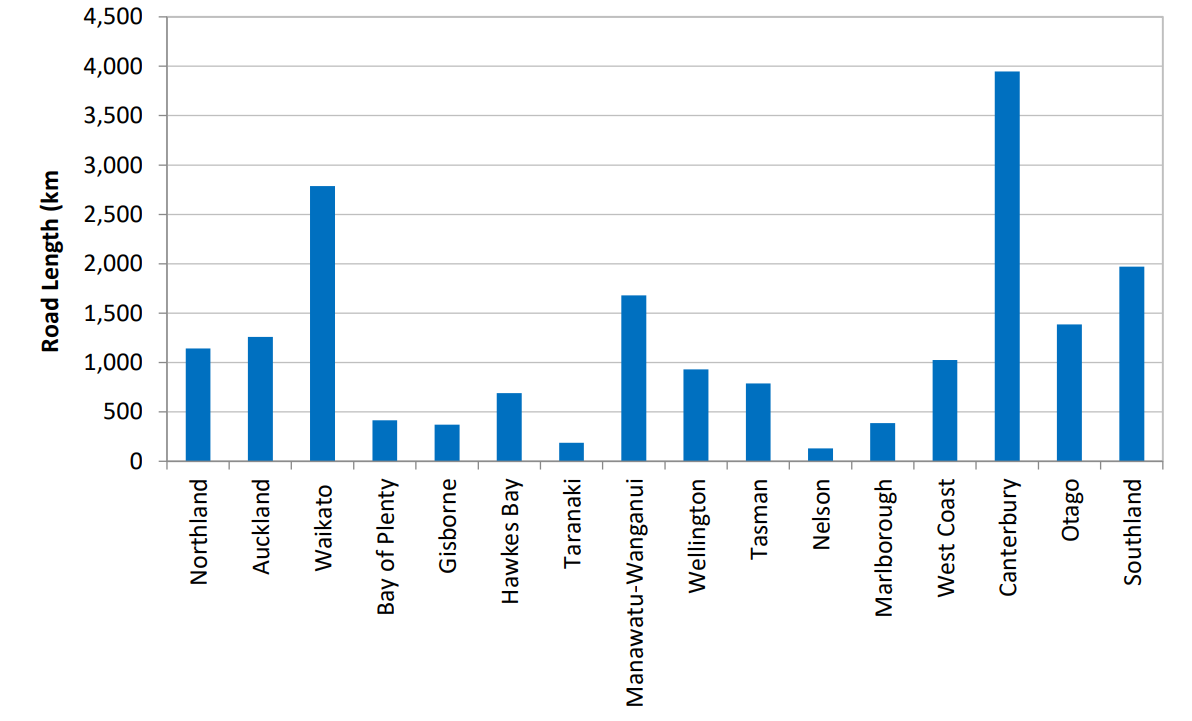 4,500
4,000
3,500
3,000
2,500
2,000
1,500
1,000
500
0
Road Length (km
Northland
Auckland
Waikato
Bay of Plenty
Gisborne
Hawkes Bay
Taranaki
Manawatu-Wanganui
Wellington
Tasman
Nelson
Marlborough
West Coast
Canterbury
Otago
Southland